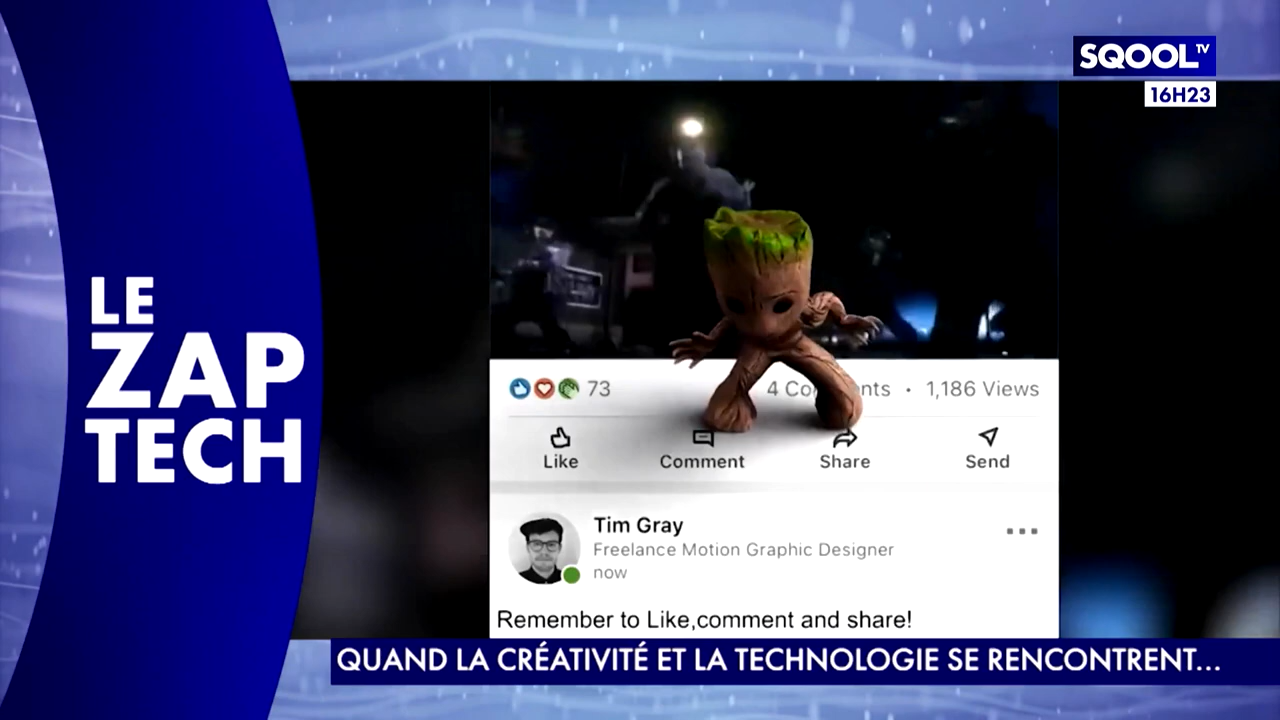 SQOOL TV
16H23
LE
ZAP
TECH
73
4 Co nts • 1,186 Views
Like
Comment
Share
Send
Tim Gray
Freelance Motion Graphic Designer
now
Remember to Like,comment and share!
QUAND LA CRÉATIVITÉ ET LA TECHNOLOGIE SE RENCONTRENT...